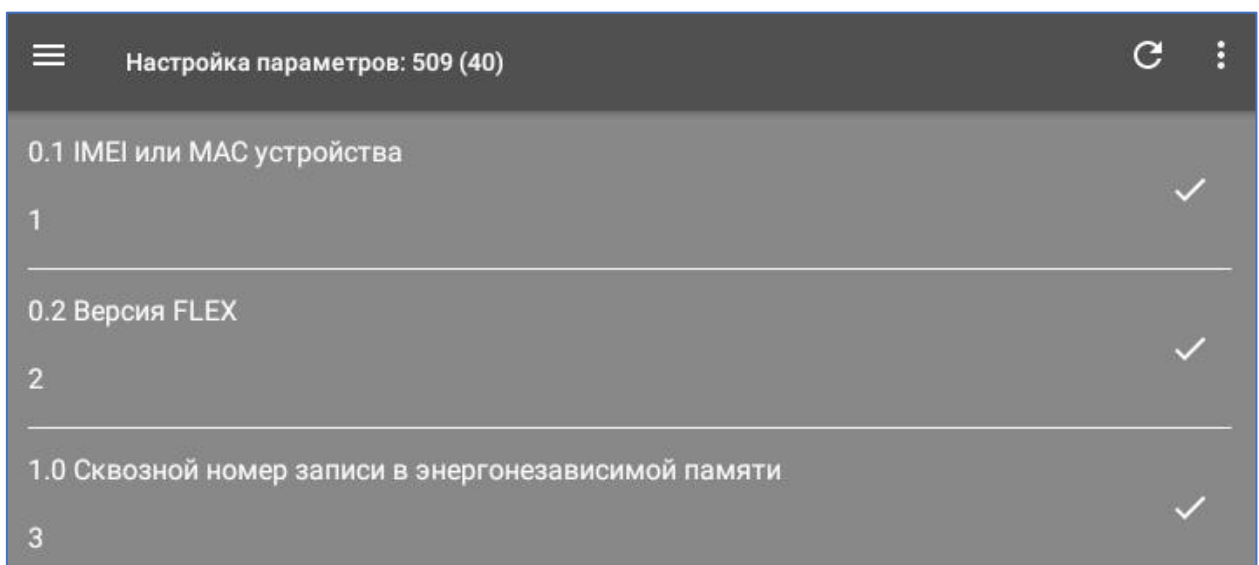 Настройка параметров: 509 (40)
0.1 IMEI или MAC устройства
1
0.2 Версия FLEX
2
1.0 Сквозной номер записи в энергонезависимой памяти
3